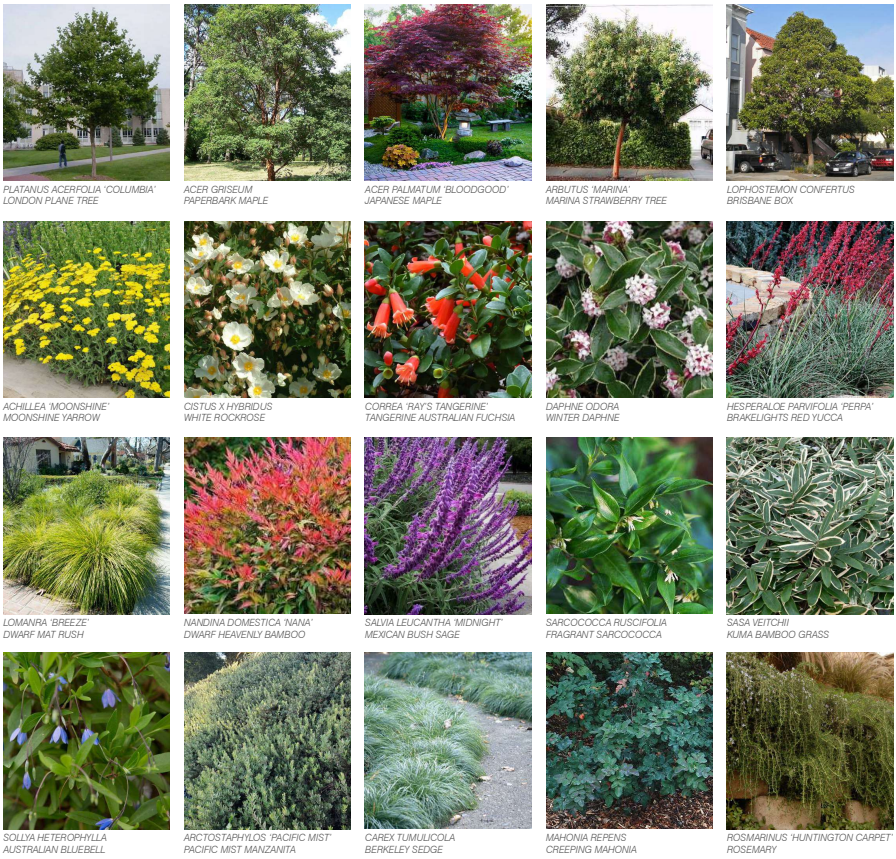 PLATANUS ACERFOLIA 'COLUMBIA'
LONDON PLANE TREE
ACER GRISEUM
PAPERBARK MAPLE
ACER PALMATUM 'BLOODGOOD'
JAPANESE MAPLE
ARBUTUS 'MARINA'
MARINA STRAWBERRY TREE
LOPHOSTEMON CONFERTUS
BRISBANE BOX
ACHILLEA 'MOONSHINE'
MOONSHINE YARROW
CISTUS X HYBRIDUS
WHITE ROCKROSE
CORREA 'RAY'S TANGERINE'
TANGERINE AUSTRALIAN FUCHSIA
DAPHNE ODORA
WINTER DAPHNE
HESPERALOE PARVIFOLIA 'PERPA'
BRAKELIGHTS RED YUCCA
LOMANRA 'BREEZE'
DWARF MAT RUSH
NANDINA DOMESTICA 'NANA'
DWARF HEAVENLY BAMBOO
SALVIA LEUCANTHA 'MIDNIGHT'
MEXICAN BUSH SAGE
SARCOCOCCA RUSCIFOLIA
FRAGRANT SARCOCOCCA
SASA VEITCHII
KUMA BAMBOO GRASS
SOLLYA HETEROPHYLLA
AUSTRALIAN BLUEBELL
ARCTOSTAPHYLOS 'PACIFIC MIST'
PACIFIC MIST MANZANITA
CAREX TUMULICOLA
BERKELEY SEDGE
MAHONIA REPENS
CREEPING MAHONIA
ROSMARINUS 'HUNTINGTON CARPET'
ROSEMARY